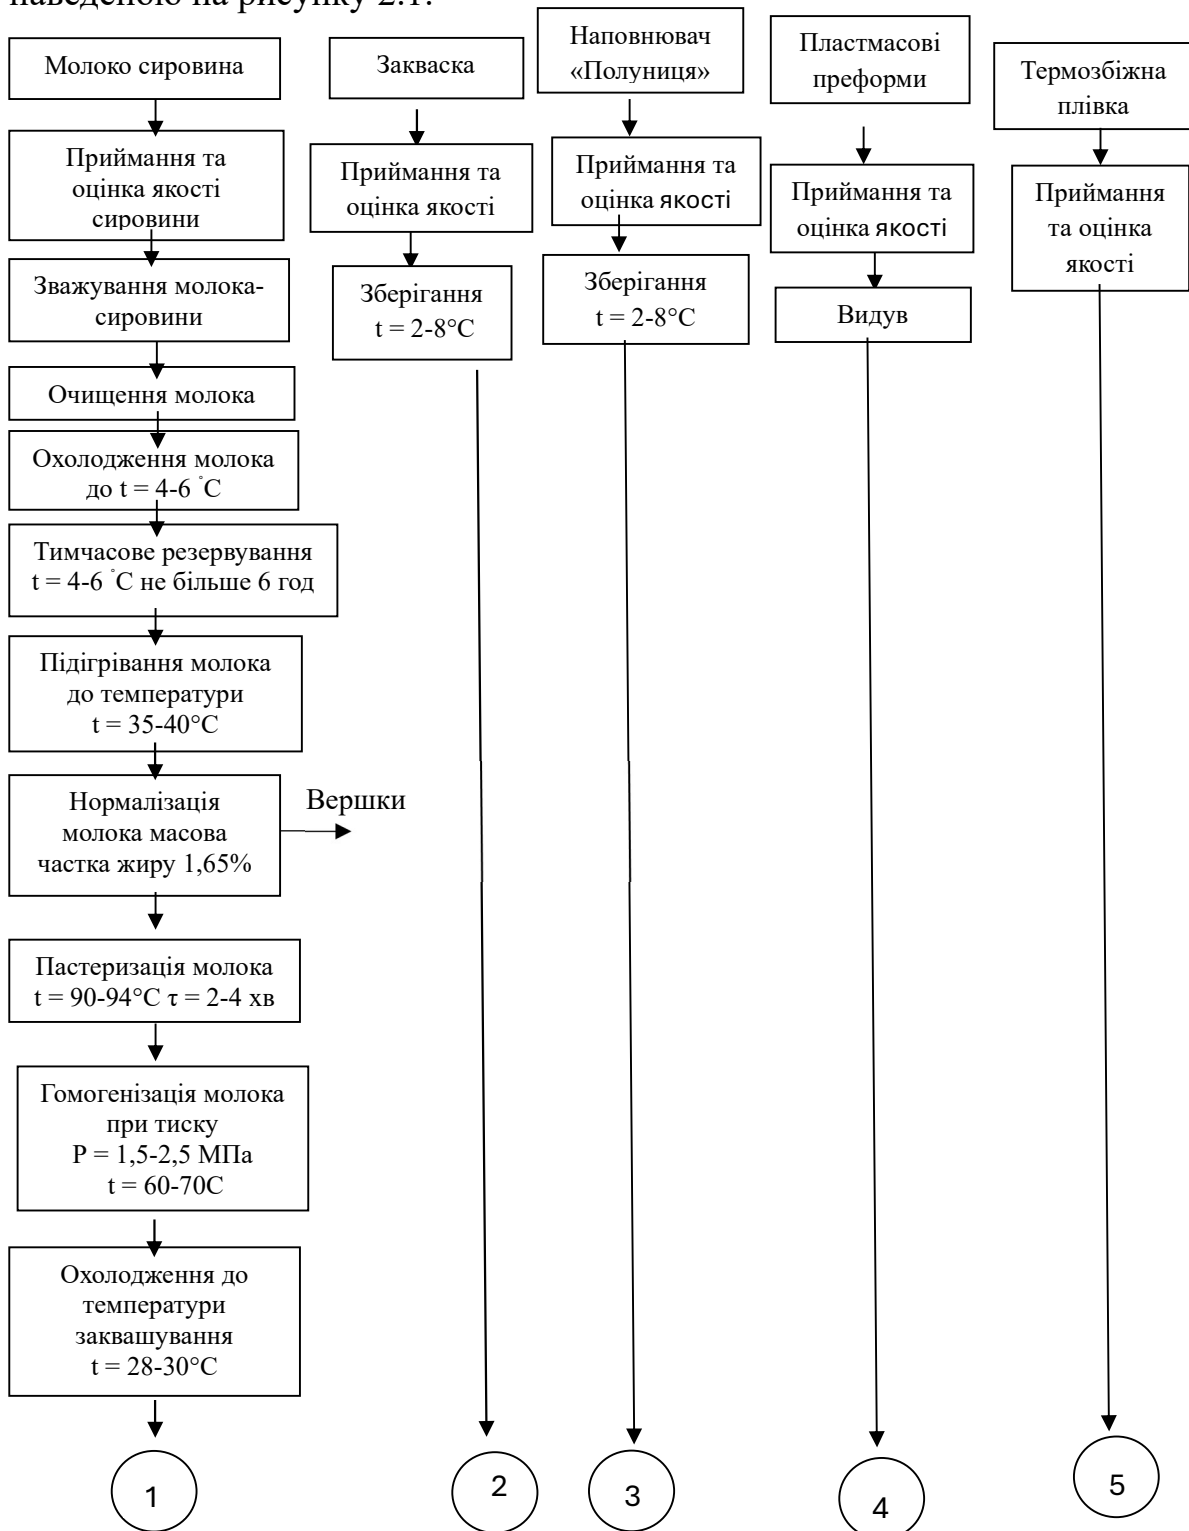 наведеною на рисунку 2.1.
Молоко сировина
Приймання та
оцінка якості
сировини
Зважування молока-
сировини
Очищення молока
Охолодження молока
до t = 4-6 °С
Тимчасове резервування
t = 4-6 °С не більше 6 год
Підігрівання молока
до температури
t = 35-40°С
Нормалізація
молока масова
частка жиру 1,65%
Вершки
Пастеризація молока
t = 90-94°С τ = 2-4 хв
Гомогенізація молока
при тиску
Р = 1,5-2,5 МПа
t = 60-70С
Охолодження до
температури
заквашування
t = 28-30°С
1
Закваска
Приймання та
оцінка якості
Зберігання
t = 2-8°С
2
Наповнювач
«Полуниця»
Приймання та
оцінка якості
Зберігання
t = 2-8°С
3
Пластмасові
преформи
Приймання та
оцінка якості
Видув
4
Термозбіжна
плівка
Приймання
та оцінка
якості
5